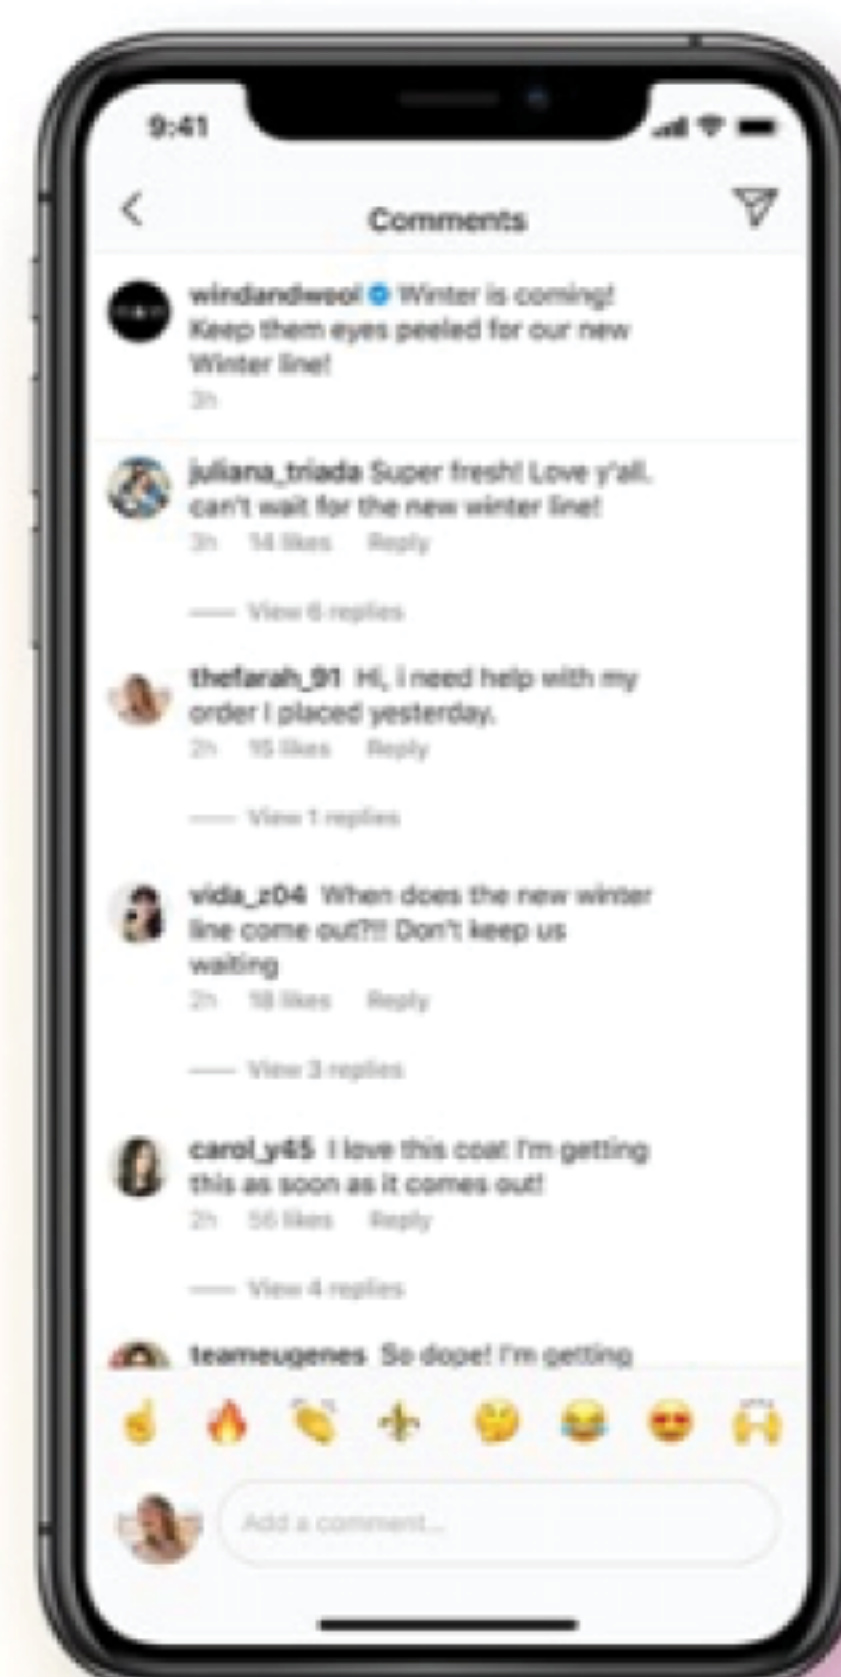 9:41
Comments
windandwool Winter is coming!
Keep them eyes peeled for our new
Winter line!
3h
juliana_triada Super fresh! Love y'all.
can't wait for the new winter line!
3h 14 likes Reply
View 6 replies
thefarah_91 Hi, i need help with my
order I placed yesterday.
2h 15 likes Reply
View 1 replies
vida_z04 When does the new winter
line come out?!! Don't keep us
waiting
2h 18 likes Reply
View 3 replies
carol_y45 I love this coat I'm getting
this as soon as it comes out!
2h 56 likes Reply
View 4 replies
teameugenes So dope! I'm getting
Add a comment...